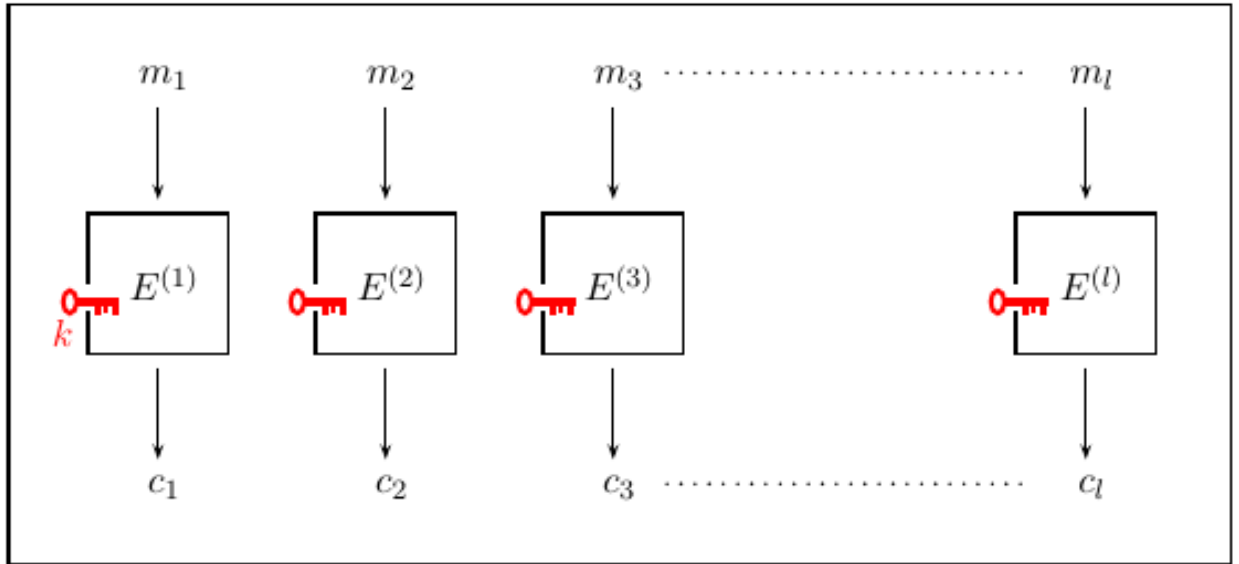 m₁ m₂ m₃ ........................ mₗ
E⁽¹⁾ E⁽²⁾ E⁽³⁾ E⁽ˡ⁾
k
c₁ c₂ c₃ ........................ cₗ